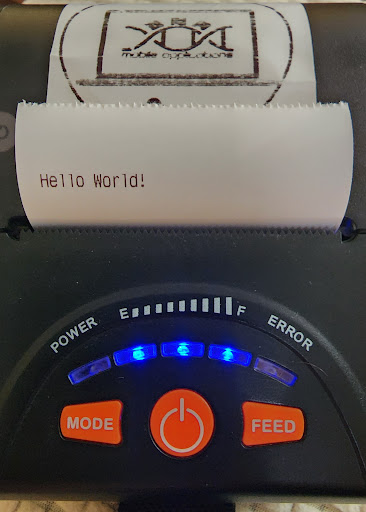 mobile applications
Hello World!
POWER E F ERROR
MODE FEED